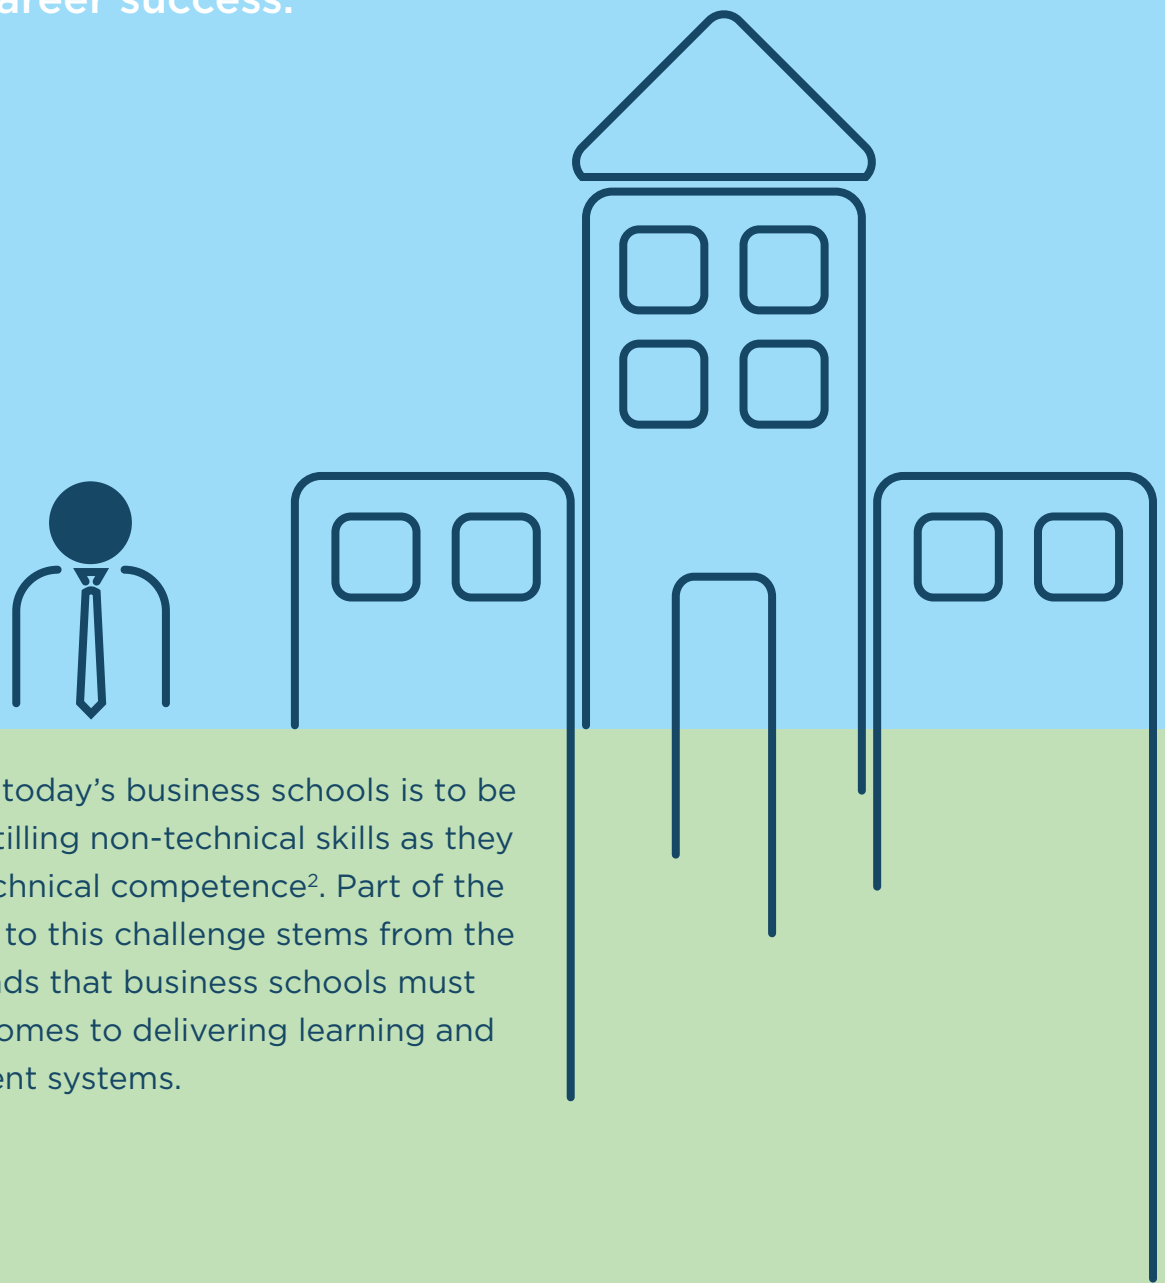 career success.
today’s business schools is to be
tilling non-technical skills as they
chnical competence². Part of the
to this challenge stems from the
ds that business schools must
omes to delivering learning and
ent systems.